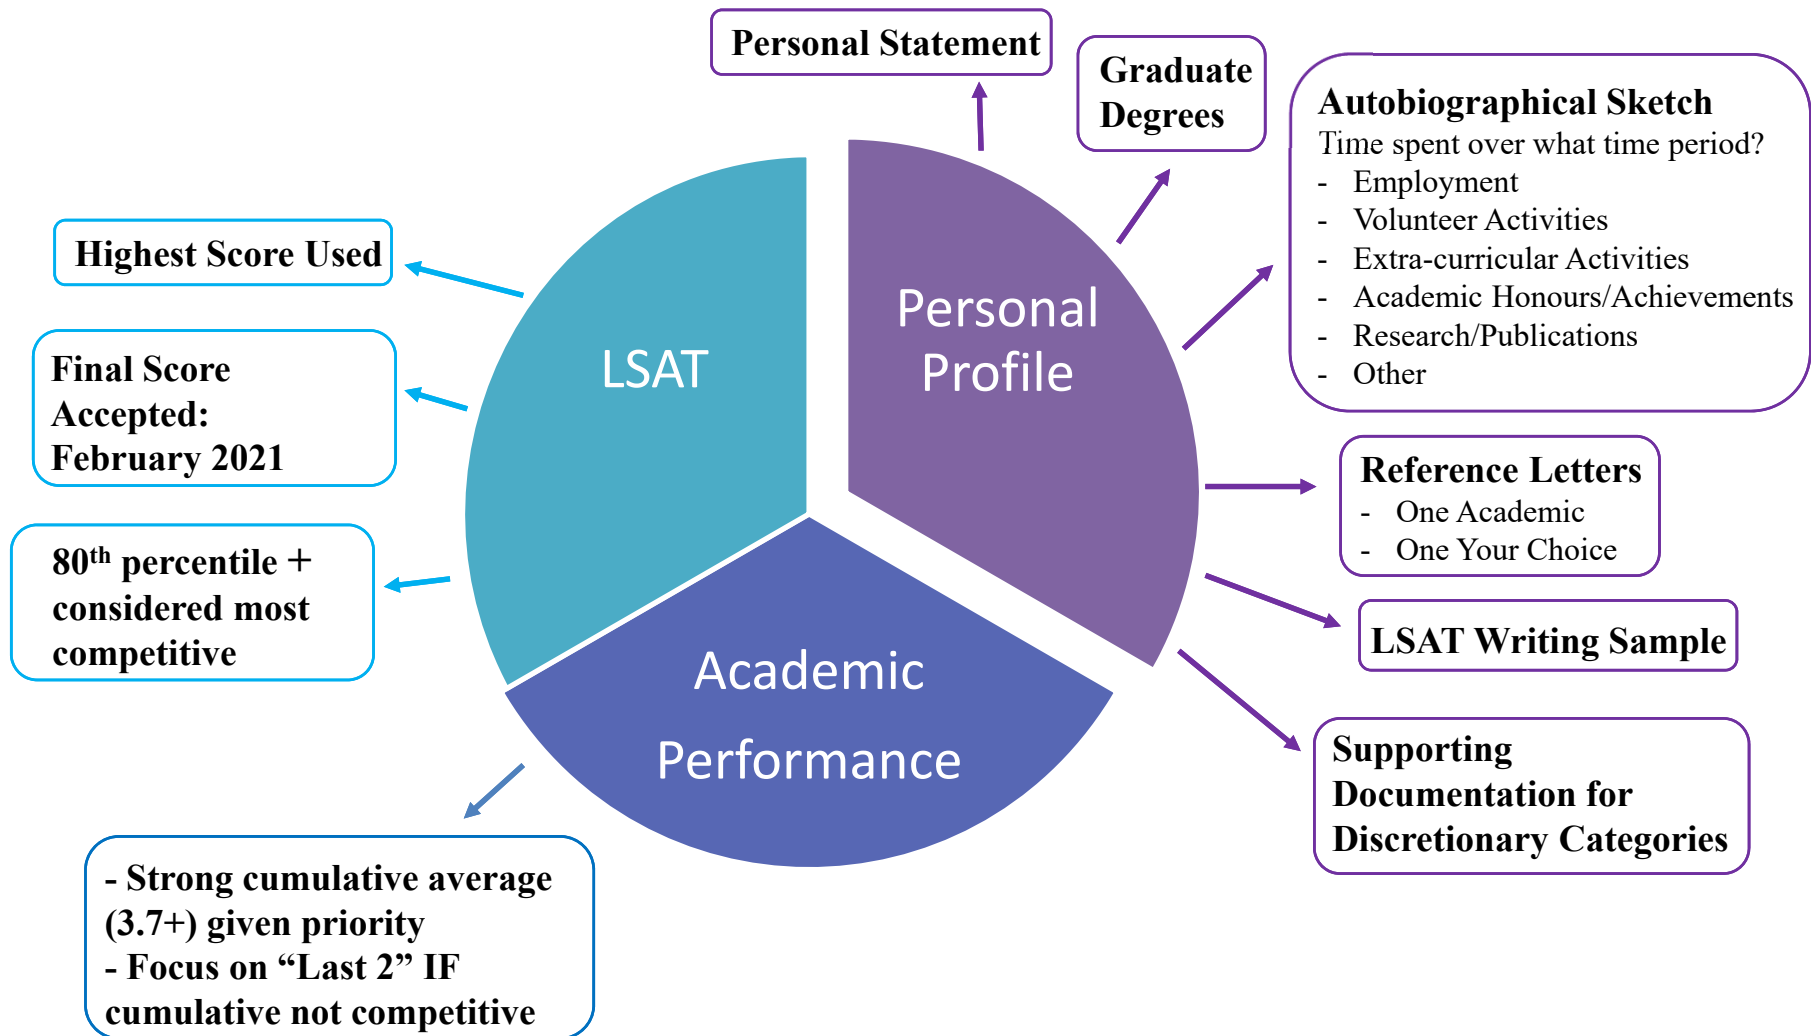 Personal Statement
Graduate
Degrees
Autobiographical Sketch
Time spent over what time period?
- Employment
- Volunteer Activities
- Extra-curricular Activities
- Academic Honours/Achievements
- Research/Publications
- Other
Highest Score Used
Final Score
Accepted:
February 2021
80th percentile +
considered most
competitive
LSAT
Personal
Profile
Reference Letters
- One Academic
- One Your Choice
LSAT Writing Sample
Academic
Performance
Supporting
Documentation for
Discretionary Categories
- Strong cumulative average
(3.7+) given priority
- Focus on “Last 2” IF
cumulative not competitive